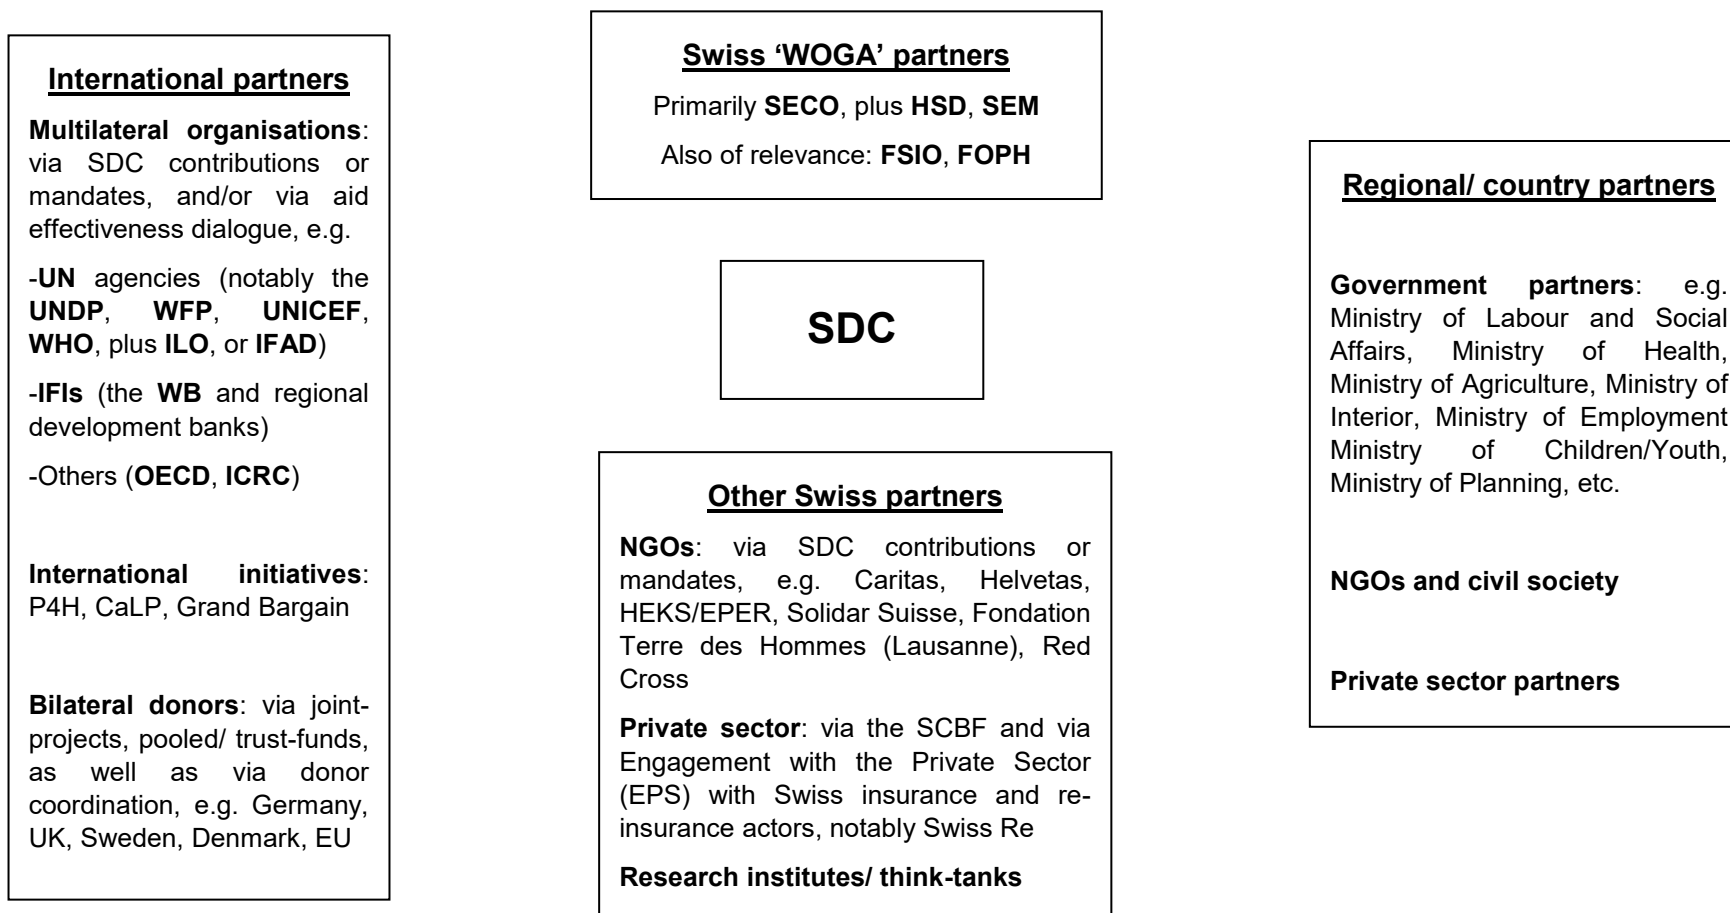 International partners
Multilateral organisations:
via SDC contributions or
mandates, and/or via aid
effectiveness dialogue, e.g.
-UN agencies (notably the
UNDP, WFP, UNICEF,
WHO, plus ILO, or IFAD)
-IFIs (the WB and regional
development banks)
-Others (OECD, ICRC)
International initiatives:
P4H, CaLP, Grand Bargain
Bilateral donors: via joint-
projects, pooled/ trust-funds,
as well as via donor
coordination, e.g. Germany,
UK, Sweden, Denmark, EU
Swiss ‘WOGA’ partners
Primarily SECO, plus HSD, SEM
Also of relevance: FSIO, FOPH
SDC
Other Swiss partners
NGOs: via SDC contributions or
mandates, e.g. Caritas, Helvetas,
HEKS/EPER, Solidar Suisse, Fondation
Terre des Hommes (Lausanne), Red
Cross
Private sector: via the SCBF and via
Engagement with the Private Sector
(EPS) with Swiss insurance and re-
insurance actors, notably Swiss Re
Research institutes/ think-tanks
Regional/ country partners
Government partners: e.g.
Ministry of Labour and Social
Affairs, Ministry of Health,
Ministry of Agriculture, Ministry of
Interior, Ministry of Employment
Ministry of Children/Youth,
Ministry of Planning, etc.
NGOs and civil society
Private sector partners